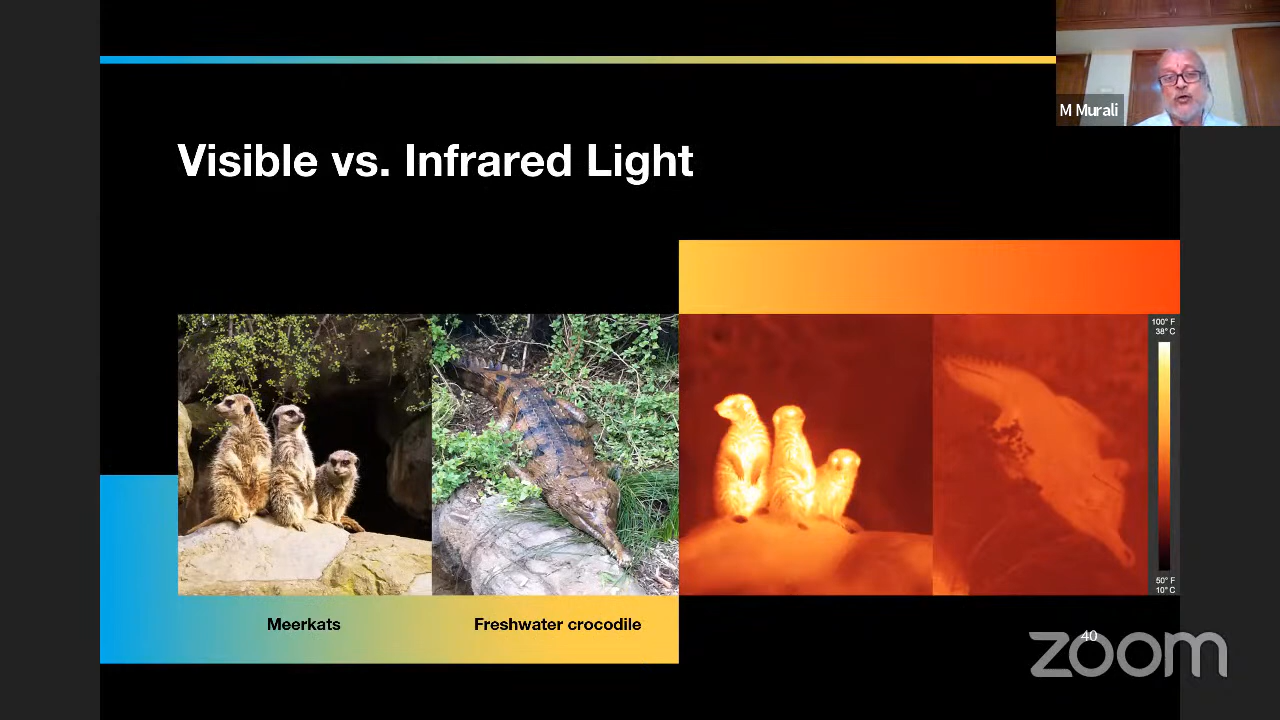 M Murali
Visible vs. Infrared Light
100° F
38° C
50° F
10° C
Meerkats
Freshwater crocodile
40
zoom